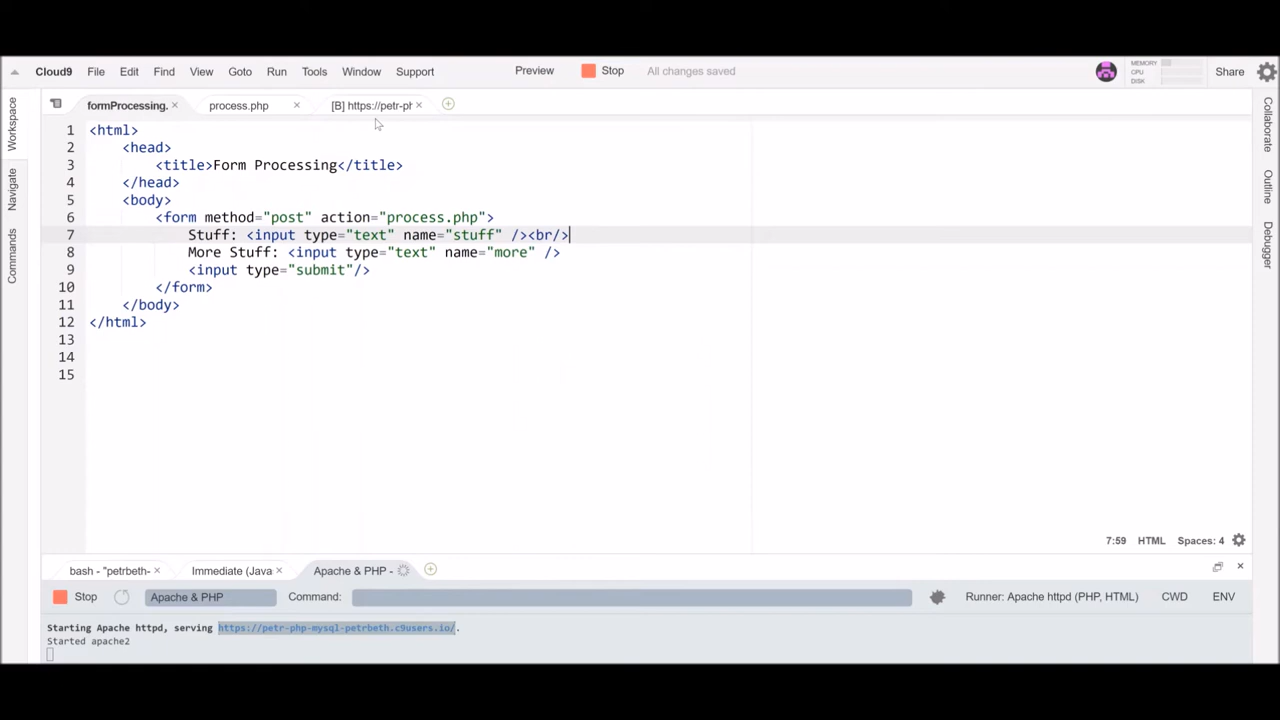 Cloud9 File Edit Find View Goto Run Tools Window Support Preview Stop All changes saved MEMORY CPU DISK Share
Workspace
Navigate
Commands
formProcessing. × process.php × [B] https://petr-ph ×
1 <html>
2 <head>
3 <title>Form Processing</title>
4 </head>
5 <body>
6 <form method="post" action="process.php">
7 Stuff: <input type="text" name="stuff" /><br/>
8 More Stuff: <input type="text" name="more" />
9 <input type="submit"/>
10 </form>
11 </body>
12 </html>
13
14
15
Collaborate
Outline
Debugger
7:59 HTML Spaces: 4
bash - "petrbeth- × Immediate (Java × Apache & PHP -
Stop Apache & PHP Command: Runner: Apache httpd (PHP, HTML) CWD ENV
Starting Apache httpd, serving https://petr-php-mysql-petrbeth.c9users.io/.
Started apache2